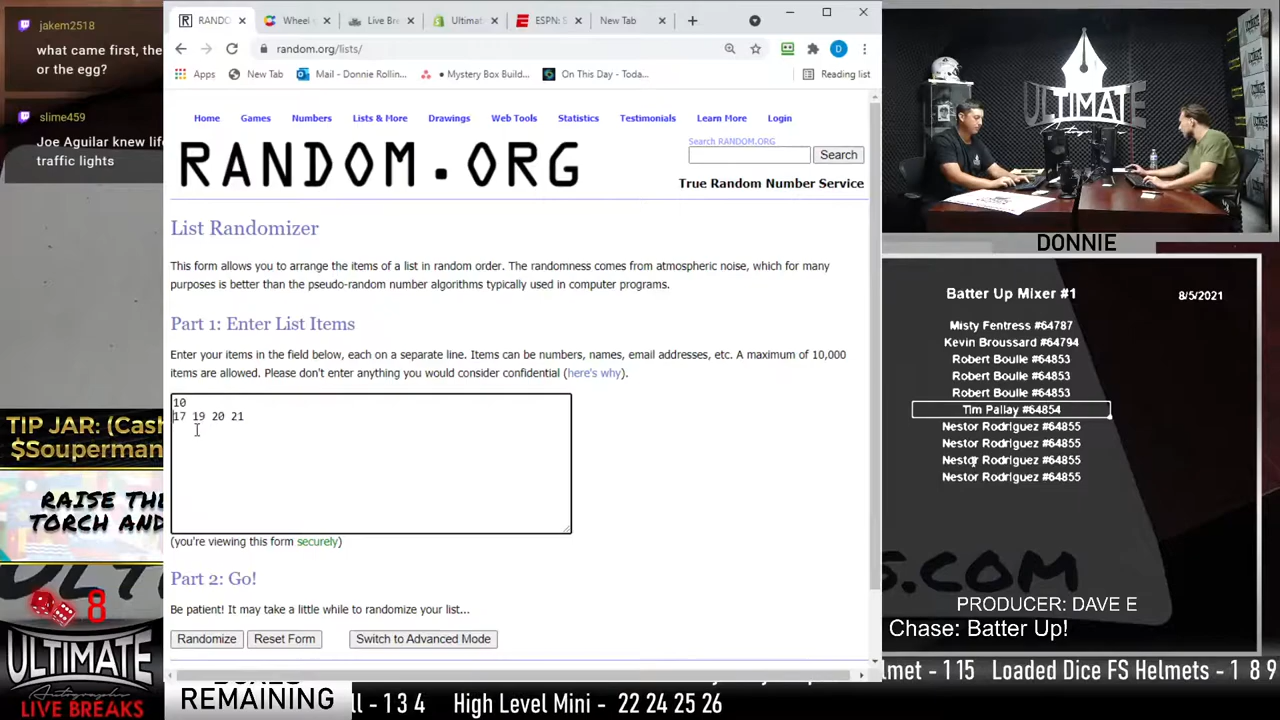 jakem2518
what came first, the
or the egg?
slime459
Joe Aguilar knew lif
traffic lights
TIP JAR: (Cas
$Souperman
RAISE THE
TORCH AND
8
ULTIMATE
Autographs
LIVE BREAKS
RANDO
Wheel
Live Bre
Ultimat
ESPN: S
New Tab
random.org/lists/
D
Apps
New Tab
Mail - Donnie Rollin...
• Mystery Box Build...
On This Day - Toda...
Reading list
Home
Games
Numbers
Lists & More
Drawings
Web Tools
Statistics
Testimonials
Learn More
Login
RANDOM.ORG
Search RANDOM.ORG
Search
True Random Number Service
List Randomizer
This form allows you to arrange the items of a list in random order. The randomness comes from atmospheric noise, which for many
purposes is better than the pseudo-random number algorithms typically used in computer programs.
Part 1: Enter List Items
Enter your items in the field below, each on a separate line. Items can be numbers, names, email addresses, etc. A maximum of 10,000
items are allowed. Please don't enter anything you would consider confidential (here's why).
10
17 19 20 21
(you're viewing this form securely)
Part 2: Go!
Be patient! It may take a little while to randomize your list...
Randomize
Reset Form
Switch to Advanced Mode
ULTIMATE
DONNIE
Batter Up Mixer #1
8/5/2021
Misty Fentress #64787
Kevin Broussard #64794
Robert Boulle #64853
Robert Boulle #64853
Robert Boulle #64853
Tim Pallay #64854
Nestor Rodriguez #64855
Nestor Rodriguez #64855
Nestor Rodriguez #64855
Nestor Rodriguez #64855
S.COM
PRODUCER: DAVE E
Chase: Batter Up!
elmet - 1 15 Loaded Dice FS Helmets - 1 8 9
REMAINING
ll - 1 3 4 High Level Mini - 22 24 25 26